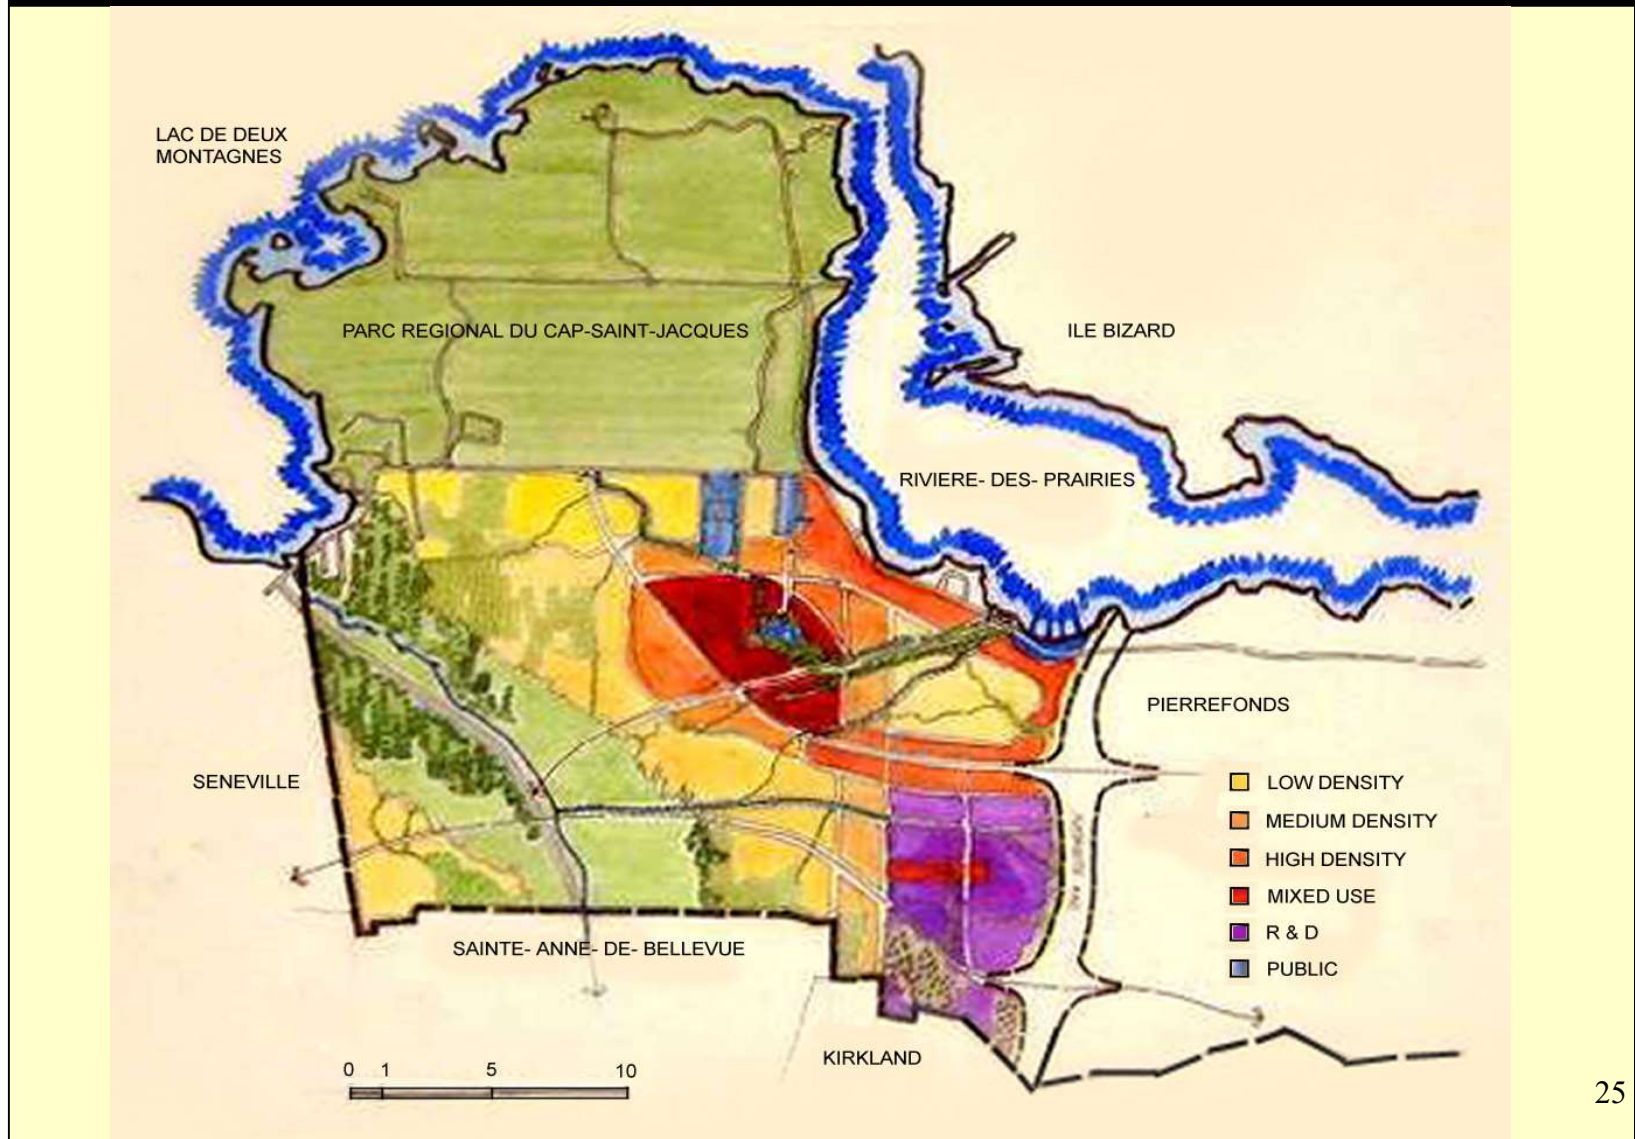 LAC DE DEUX
MONTAGNES
PARC REGIONAL DU CAP-SAINT-JACQUES
ILE BIZARD
RIVIERE- DES- PRAIRIES
PIERREFONDS
SENEVILLE
LOW DENSITY
MEDIUM DENSITY
HIGH DENSITY
MIXED USE
R & D
PUBLIC
SAINTE- ANNE- DE- BELLEVUE
KIRKLAND
0 1 5 10
25